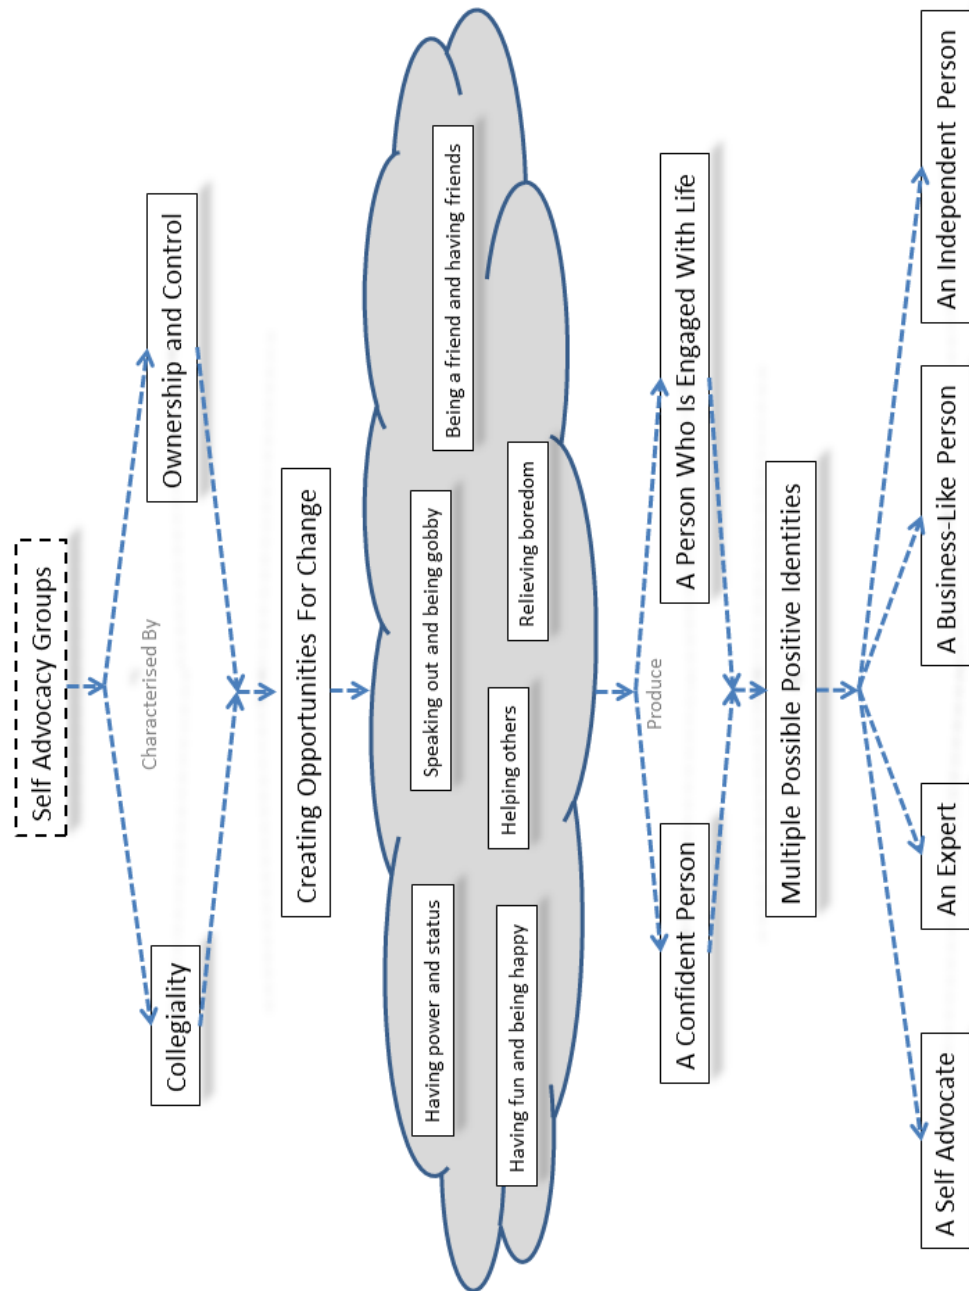 Self Advocacy Groups
Characterised By
Collegiality
Ownership and Control
Creating Opportunities For Change
Having power and status
Speaking out and being gobby
Being a friend and having friends
Having fun and being happy
Helping others
Relieving boredom
Produce
A Confident Person
A Person Who Is Engaged With Life
Multiple Possible Positive Identities
A Self Advocate
An Expert
A Business-Like Person
An Independent Person